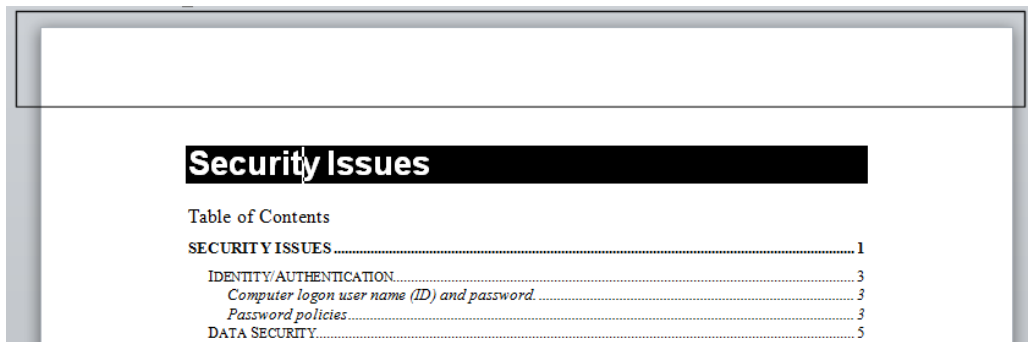 Security Issues
Table of Contents
SECURITY ISSUES 1
IDENTITY/AUTHENTICATION 3
Computer logon user name (ID) and password. 3
Password policies 3
DATA SECURITY 5